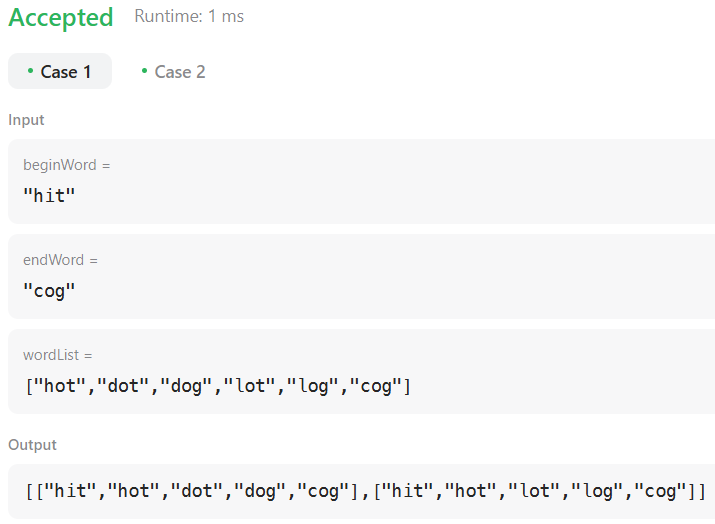 Accepted Runtime: 1 ms
• Case 1 • Case 2
Input
beginWord =
"hit"
endWord =
"cog"
wordList =
["hot","dot","dog","lot","log","cog"]
Output
[["hit","hot","dot","dog","cog"],["hit","hot","lot","log","cog"]]